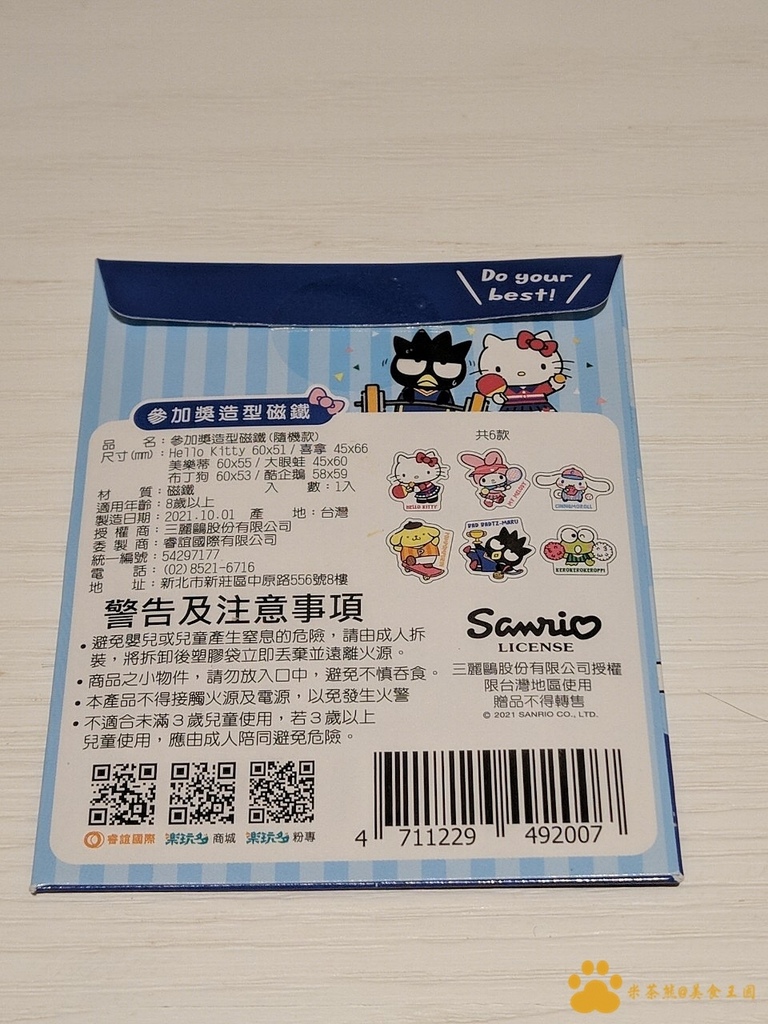 Do your
best!
參加獎造型磁鐵
品　　名：參加獎造型磁鐵(隨機款)
尺寸(mm)：Hello Kitty 60x51 / 喜拿 45x66
美樂蒂 60x55 / 大眼蛙 45x60
布丁狗 60x53 / 酷企鵝 58x59
材　　質：磁鐵　　入　　數：1入
適用年齡：8歲以上
製造日期：2021.10.01　產　　地：台灣
授 權 商：三麗鷗股份有限公司
委 製 商：睿誼國際有限公司
統一編號：54297177
電　　話：(02)8521-6716
地　　址：新北市新莊區中原路556號8樓
共6款
HELLO KITTY
MY MELODY
CINNAMOROLL
BAD BADTZ-MARU
KEROKEROKEROPPI
警告及注意事項
•避免嬰兒或兒童產生窒息的危險，請由成人拆
裝，將拆卸後塑膠袋立即丟棄並遠離火源。
•商品之小物件，請勿放入口中，避免不慎吞食。
•本產品不得接觸火源及電源，以免發生火警
•不適合未滿3歲兒童使用，若3歲以上
兒童使用，應由成人陪同避免危險。
Sanrio
LICENSE
三麗鷗股份有限公司授權
限台灣地區使用
贈品不得轉售
© 2021 SANRIO CO., LTD.
睿誼國際
樂玩多 商城
樂玩多 粉專
4 711229 492007
米茶熊@美食王國